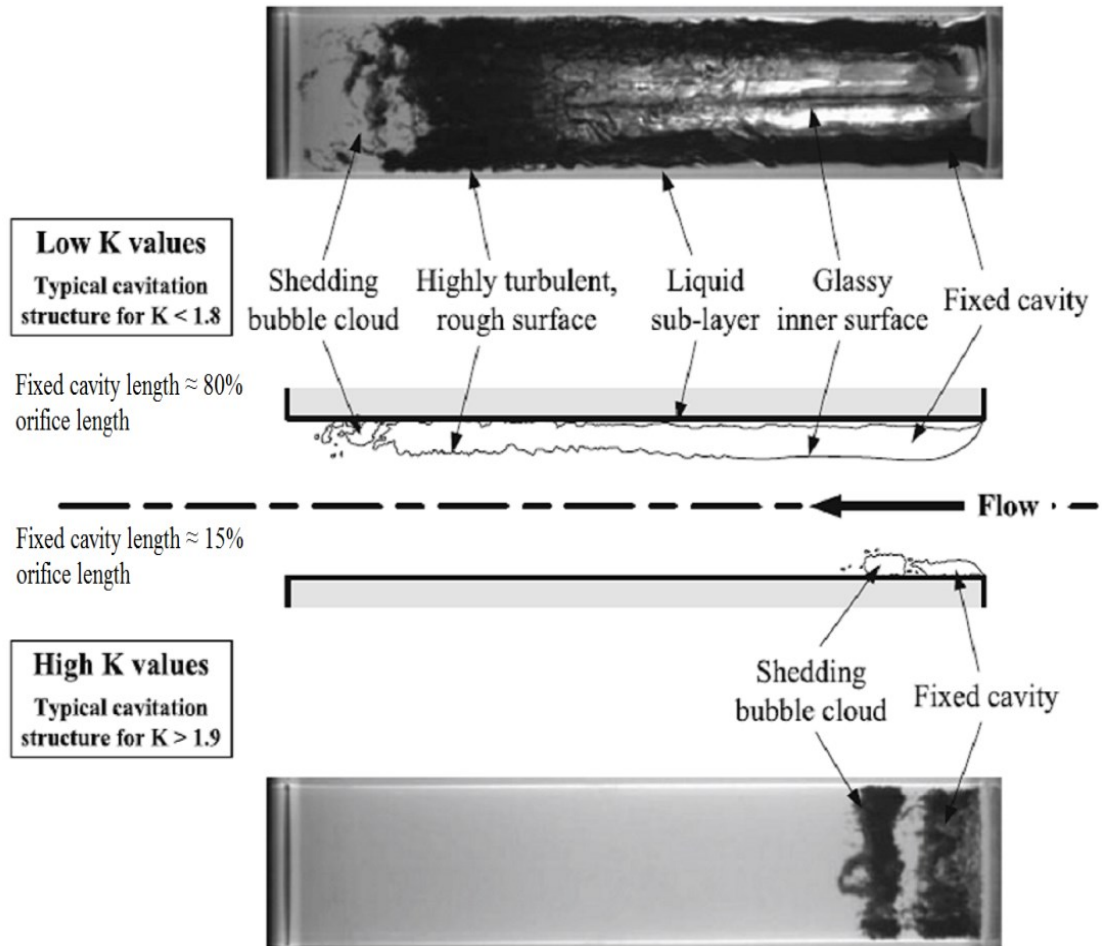 Low K values
Typical cavitation
structure for K < 1.8
Shedding
bubble cloud
Highly turbulent,
rough surface
Liquid
sub-layer
Glassy
inner surface
Fixed cavity
Fixed cavity length ≈ 80%
orifice length
Flow
Fixed cavity length ≈ 15%
orifice length
High K values
Typical cavitation
structure for K > 1.9
Shedding
bubble cloud
Fixed cavity